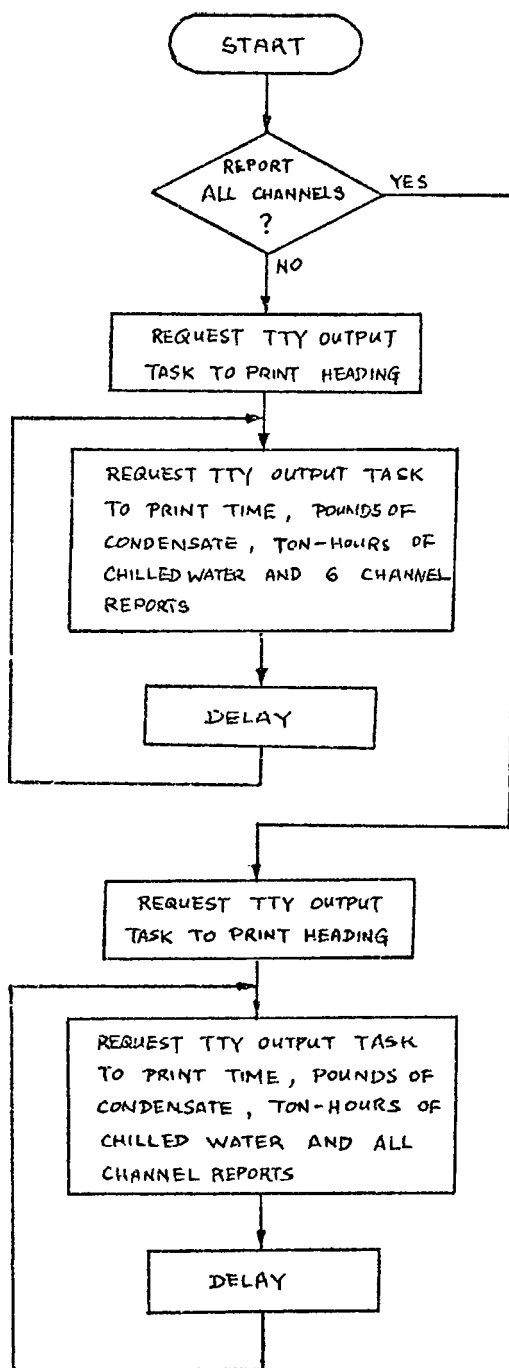 START
REPORT
ALL CHANNELS
?
YES
NO
REQUEST TTY OUTPUT
TASK TO PRINT HEADING
REQUEST TTY OUTPUT TASK
TO PRINT TIME, POUNDS OF
CONDENSATE, TON-HOURS OF
CHILLED WATER AND 6 CHANNEL
REPORTS
DELAY
REQUEST TTY OUTPUT
TASK TO PRINT HEADING
REQUEST TTY OUTPUT TASK
TO PRINT TIME, POUNDS OF
CONDENSATE, TON-HOURS OF
CHILLED WATER AND ALL
CHANNEL REPORTS
DELAY